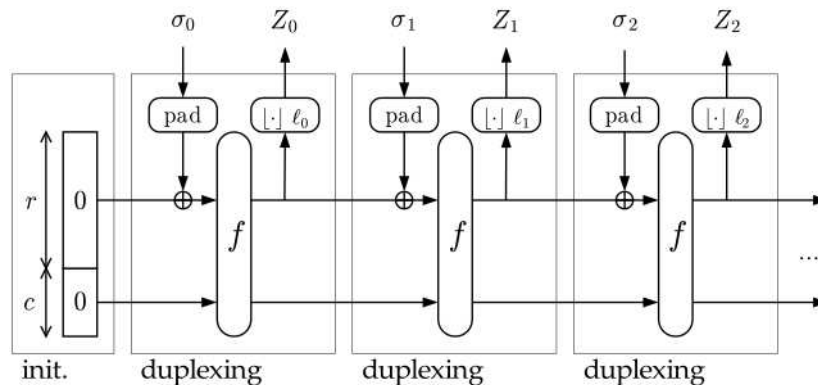 σ₀ Z₀ σ₁ Z₁ σ₂ Z₂
pad ⌊·⌋ ℓ₀ pad ⌊·⌋ ℓ₁ pad ⌊·⌋ ℓ₂
r 0
f f f
...
c 0
init. duplexing duplexing duplexing